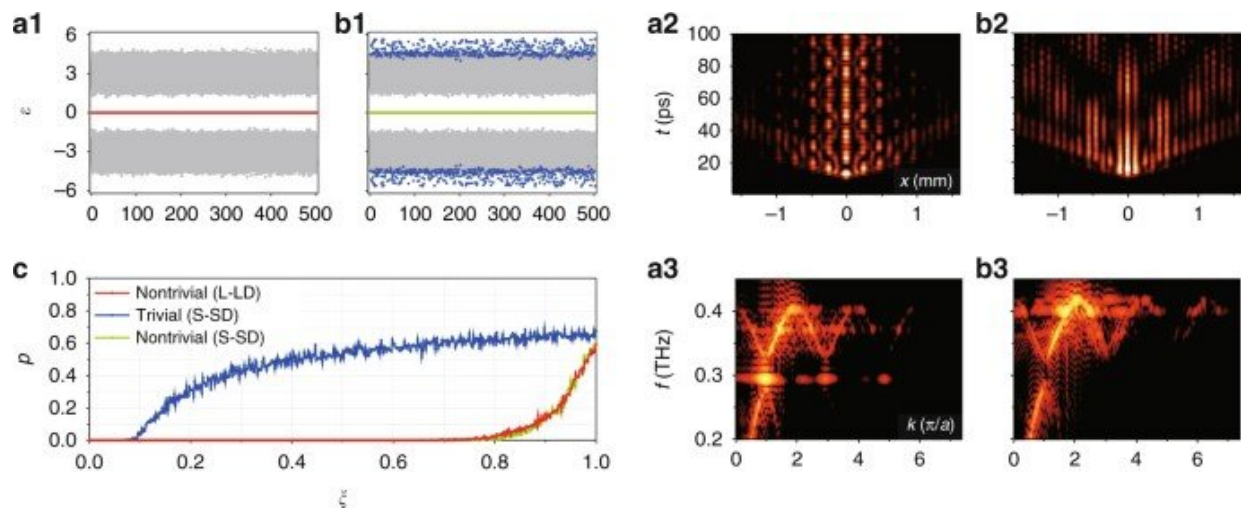 a1
b1
a2
b2
6
3
0
−3
−6
ε
0 100 200 300 400 500
0 100 200 300 400 500
100
80
60
40
20
t (ps)
x (mm)
−1 0 1
−1 0 1
c
1.0
0.8
0.6
0.4
0.2
0.0
p
Nontrivial (L-LD)
Trivial (S-SD)
Nontrivial (S-SD)
0.0 0.2 0.4 0.6 0.8 1.0
ξ
a3
b3
0.4
0.3
0.2
f (THz)
k (π/a)
0 2 4 6
0 2 4 6